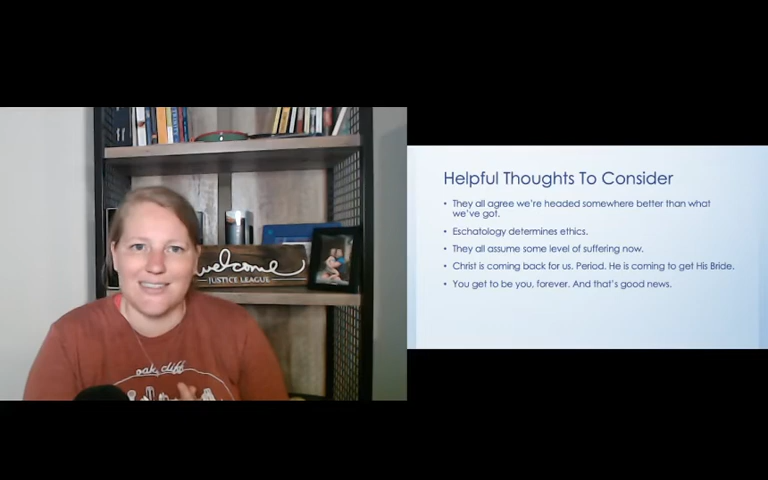 welcome
JUSTICE LEAGUE
oak cliff
Helpful Thoughts To Consider
• They all agree we're headed somewhere better than what
we've got.
• Eschatology determines ethics.
• They all assume some level of suffering now.
• Christ is coming back for us. Period. He is coming to get His Bride.
• You get to be you, forever. And that's good news.